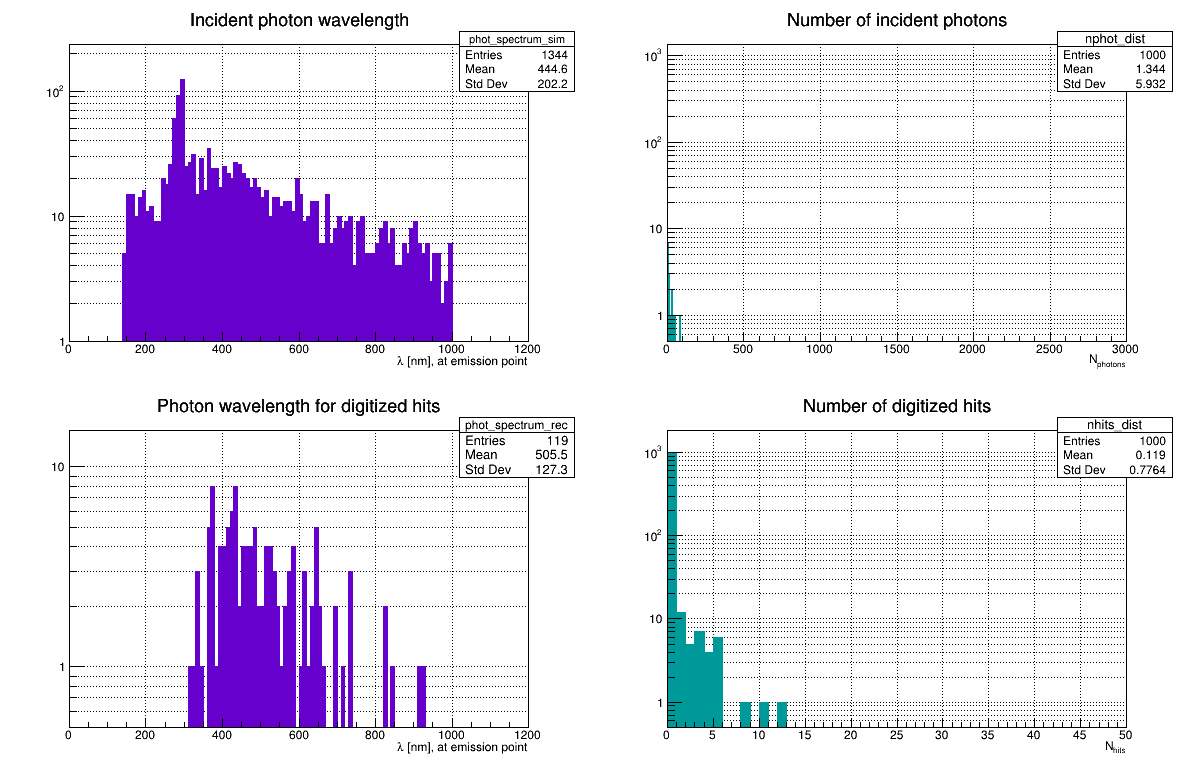 Incident photon wavelength
phot_spectrum_sim
Entries 1344
Mean 444.6
Std Dev 202.2
10²
10
1
0 200 400 600 800 1000 1200
λ [nm], at emission point
Number of incident photons
nphot_dist
Entries 1000
Mean 1.344
Std Dev 5.932
10³
10²
10
1
0 500 1000 1500 2000 2500 3000
Nphotons
Photon wavelength for digitized hits
phot_spectrum_rec
Entries 119
Mean 505.5
Std Dev 127.3
10
1
0 200 400 600 800 1000 1200
λ [nm], at emission point
Number of digitized hits
nhits_dist
Entries 1000
Mean 0.119
Std Dev 0.7764
10³
10²
10
1
0 5 10 15 20 25 30 35 40 45 50
Nhits